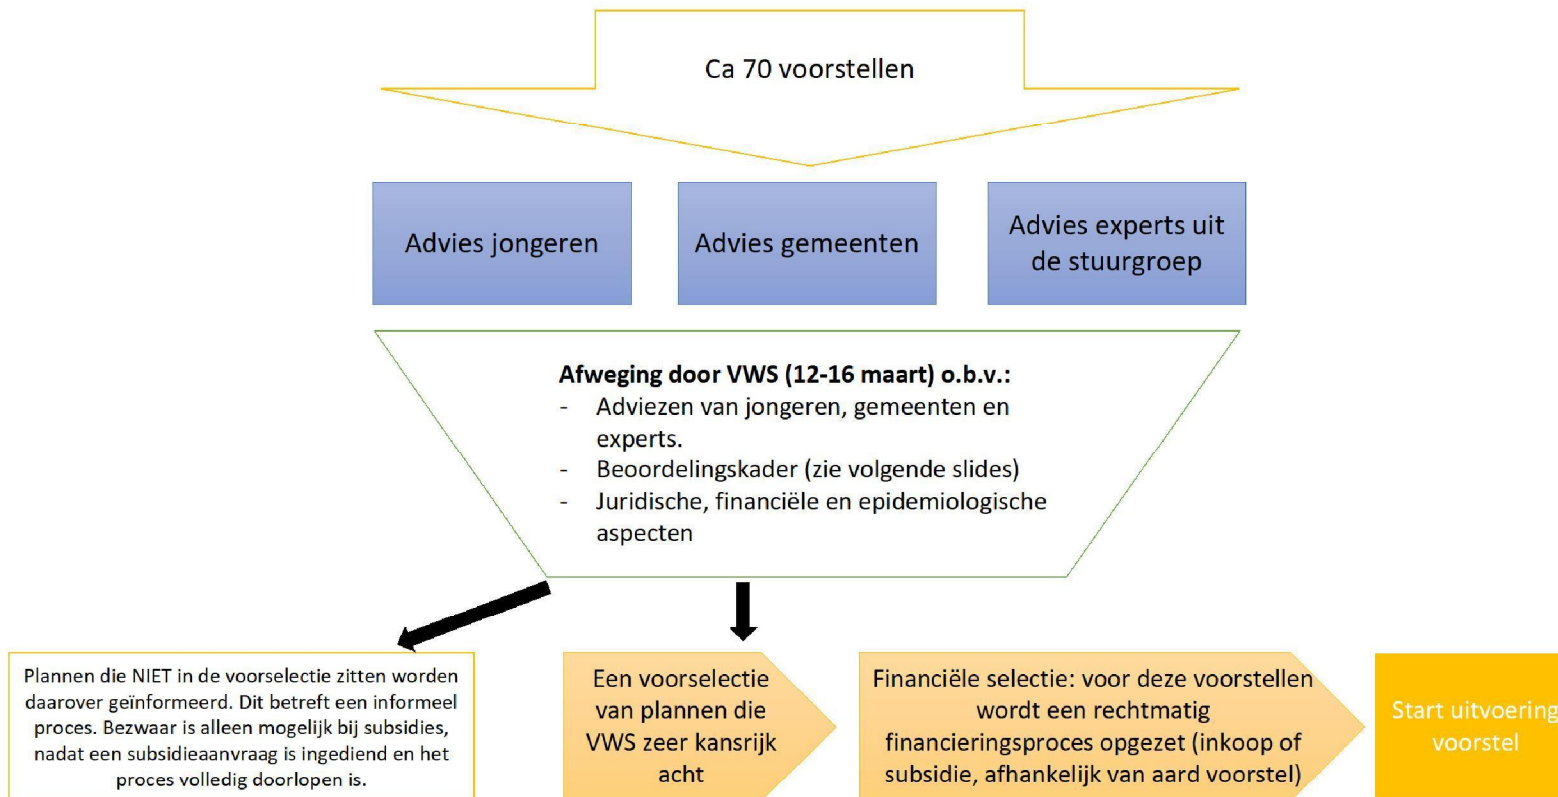 Ca 70 voorstellen
Advies jongeren
Advies gemeenten
Advies experts uit
de stuurgroep
Afweging door VWS (12-16 maart) o.b.v.:
- Adviezen van jongeren, gemeenten en
experts.
- Beoordelingskader (zie volgende slides)
- Juridische, financiële en epidemiologische
aspecten
Plannen die NIET in de voorselectie zitten worden
daarover geïnformeerd. Dit betreft een informeel
proces. Bezwaar is alleen mogelijk bij subsidies,
nadat een subsidieaanvraag is ingediend en het
proces volledig doorlopen is.
Een voorselectie
van plannen die
VWS zeer kansrijk
acht
Financiële selectie: voor deze voorstellen
wordt een rechtmatig
financieringsproces opgezet (inkoop of
subsidie, afhankelijk van aard voorstel)
Start uitvoering
voorstel